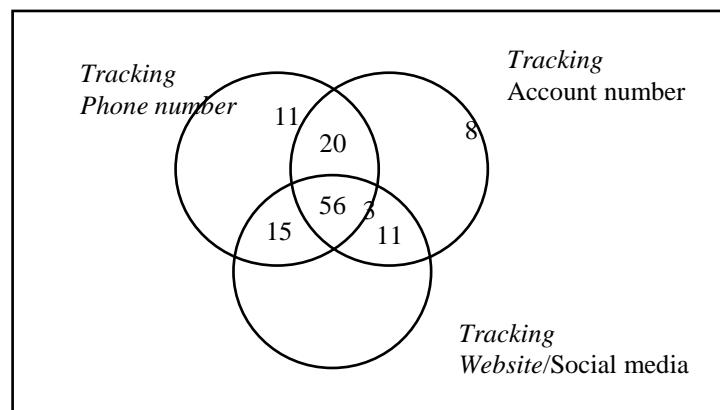 Tracking
Phone number
Tracking
Account number
11
8
20
56
3
15
11
Tracking
Website/Social media